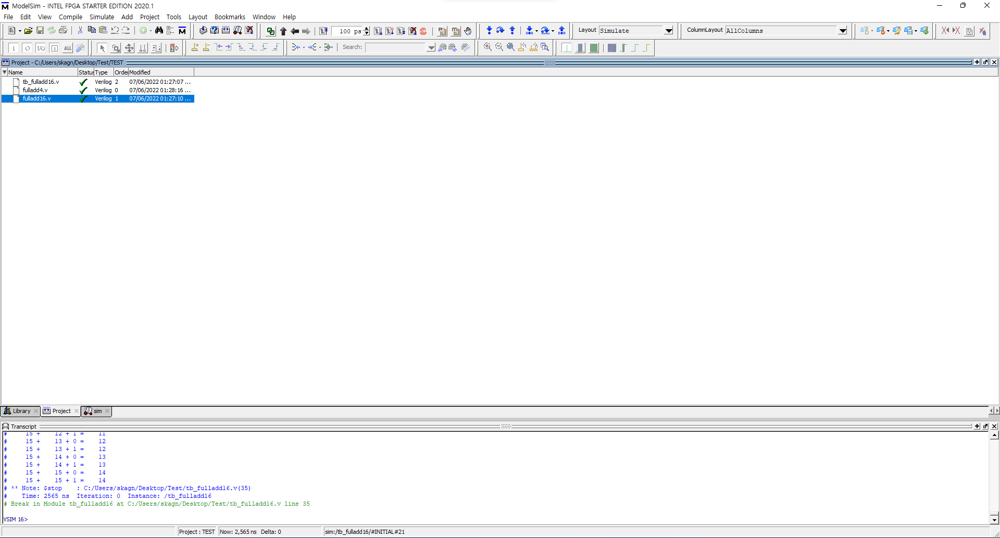 ModelSim - INTEL FPGA STARTER EDITION 2020.1
File Edit View Compile Simulate Add Project Tools Layout Bookmarks Window Help
100 ps
Layout Simulate
ColumnLayout AllColumns
ALL
Search:
Project - C:/Users/skagn/Desktop/Test/TEST
Name Status Type Order Modified
tb_fulladd16.v Verilog 2 07/06/2022 01:27:07 ...
fulladd4.v Verilog 0 07/06/2022 01:28:16 ...
fulladd16.v Verilog 1 07/06/2022 01:27:10 ...
Library Project sim
Transcript
# 15 + 12 + 1 = 11
# 15 + 13 + 0 = 12
# 15 + 13 + 1 = 12
# 15 + 14 + 0 = 13
# 15 + 14 + 1 = 13
# 15 + 15 + 0 = 14
# 15 + 15 + 1 = 14
# ** Note: $stop : C:/Users/skagn/Desktop/Test/tb_fulladd16.v(35)
# Time: 2565 ns Iteration: 0 Instance: /tb_fulladd16
# Break in Module tb_fulladd16 at C:/Users/skagn/Desktop/Test/tb_fulladd16.v line 35
VSIM 16>
Project : TEST Now: 2,565 ns Delta: 0 sim:/tb_fulladd16/#INITIAL#21